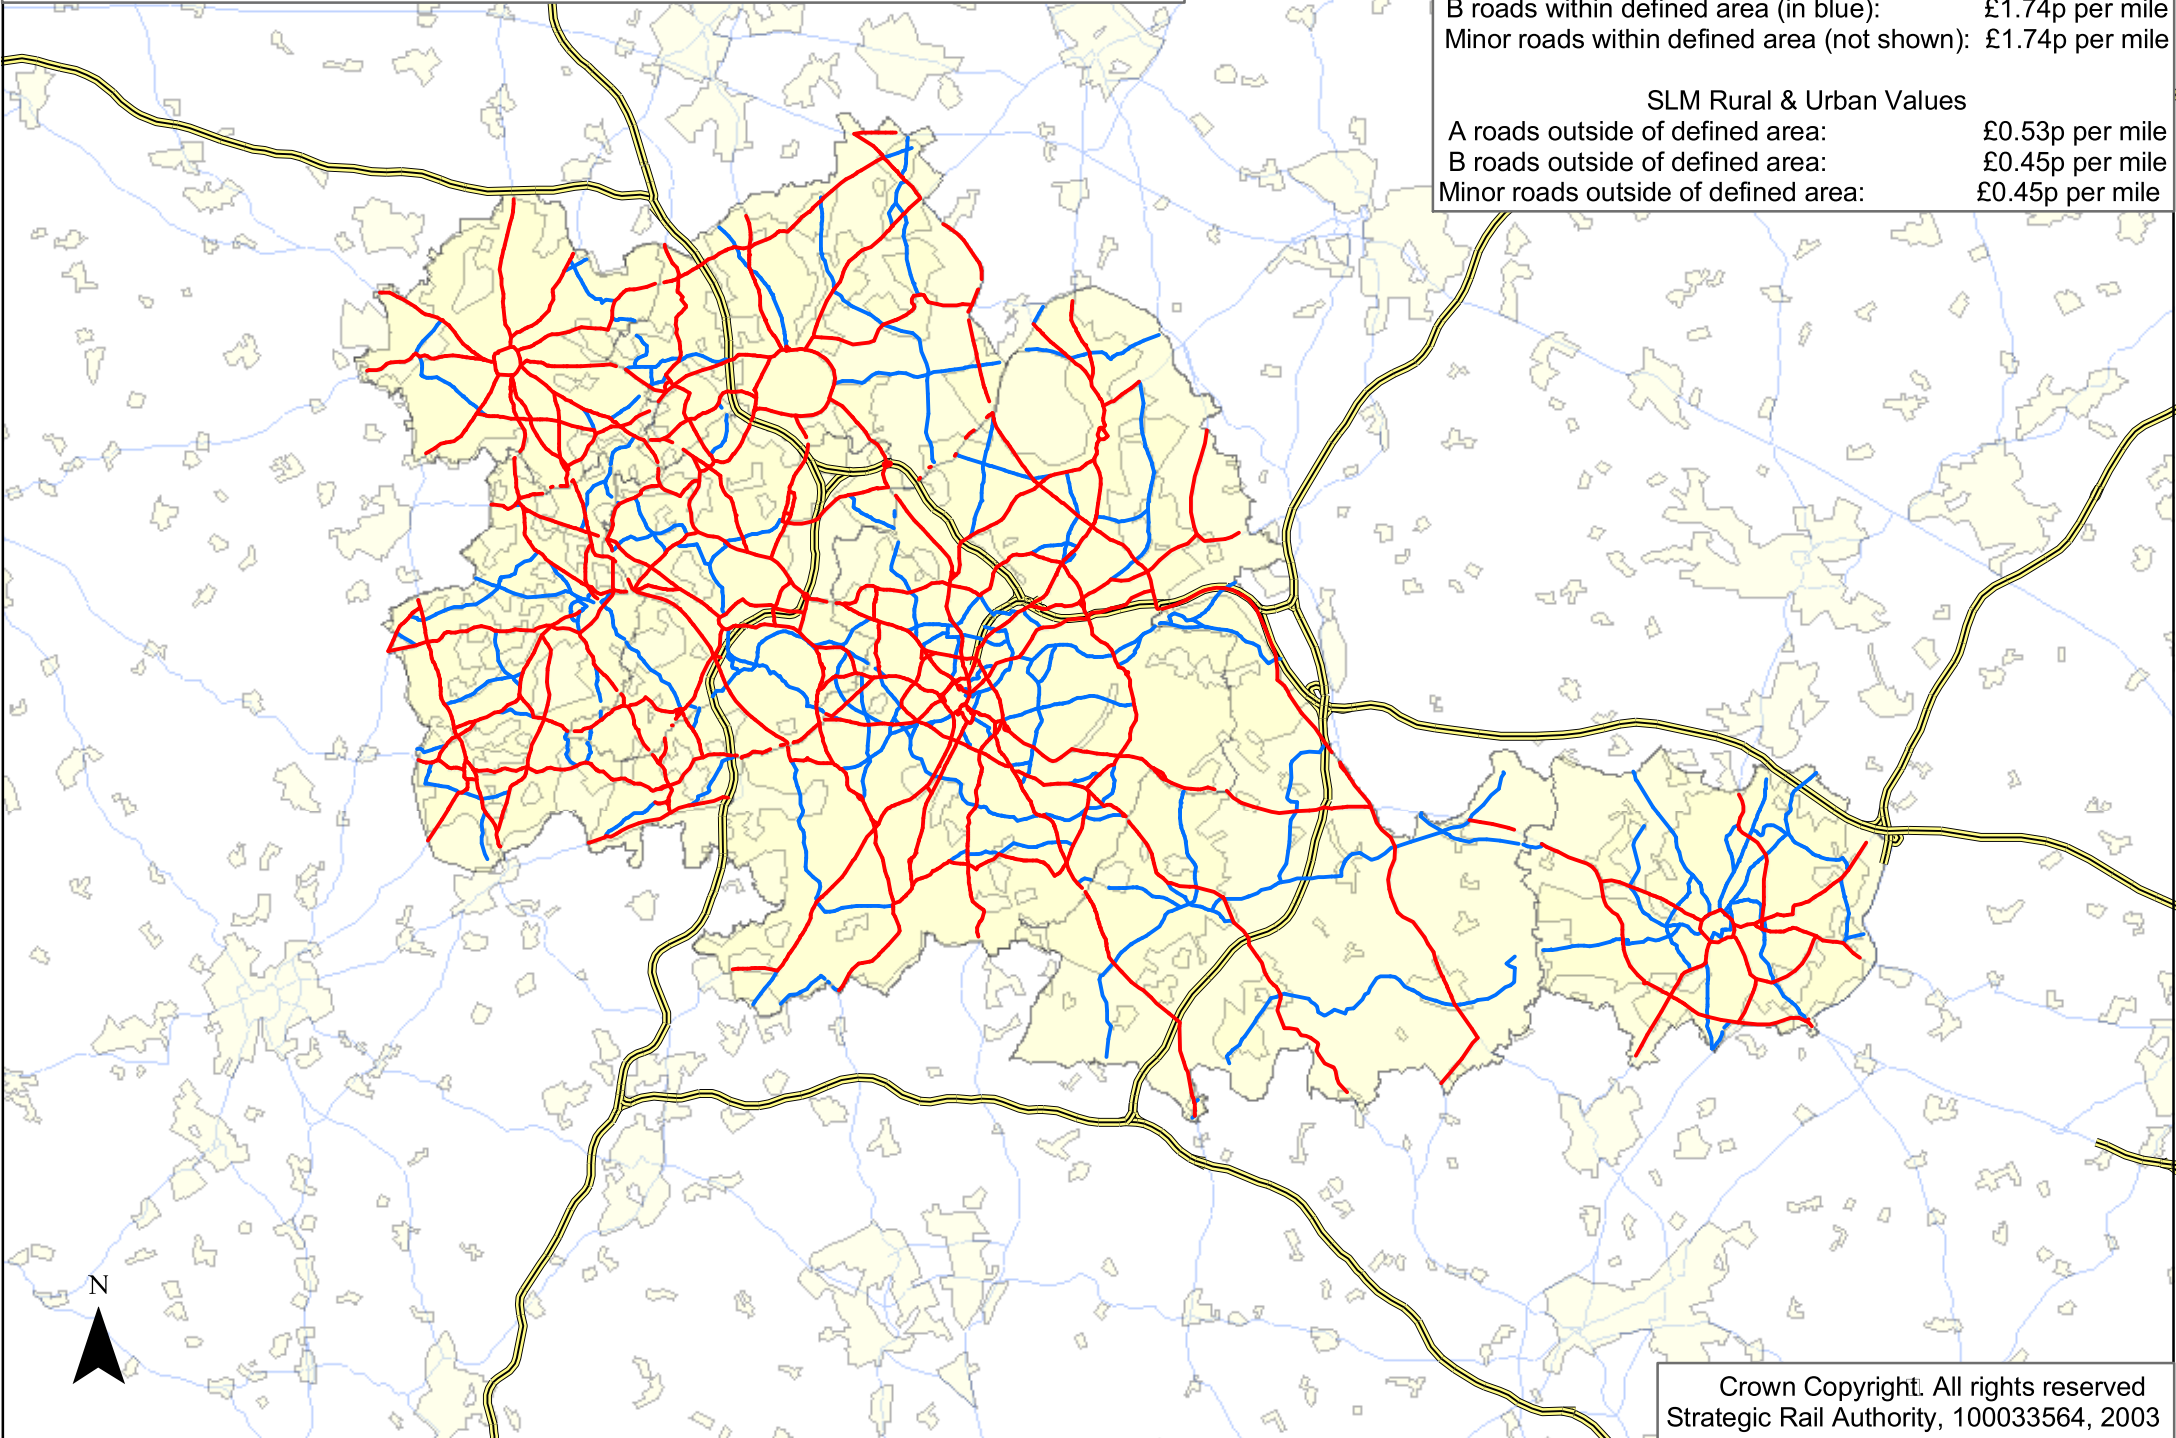 B roads within defined area (in blue): £1.74p per mile
Minor roads within defined area (not shown): £1.74p per mile
SLM Rural & Urban Values
A roads outside of defined area: £0.53p per mile
B roads outside of defined area: £0.45p per mile
Minor roads outside of defined area: £0.45p per mile
N
Crown Copyright. All rights reserved
Strategic Rail Authority, 100033564, 2003